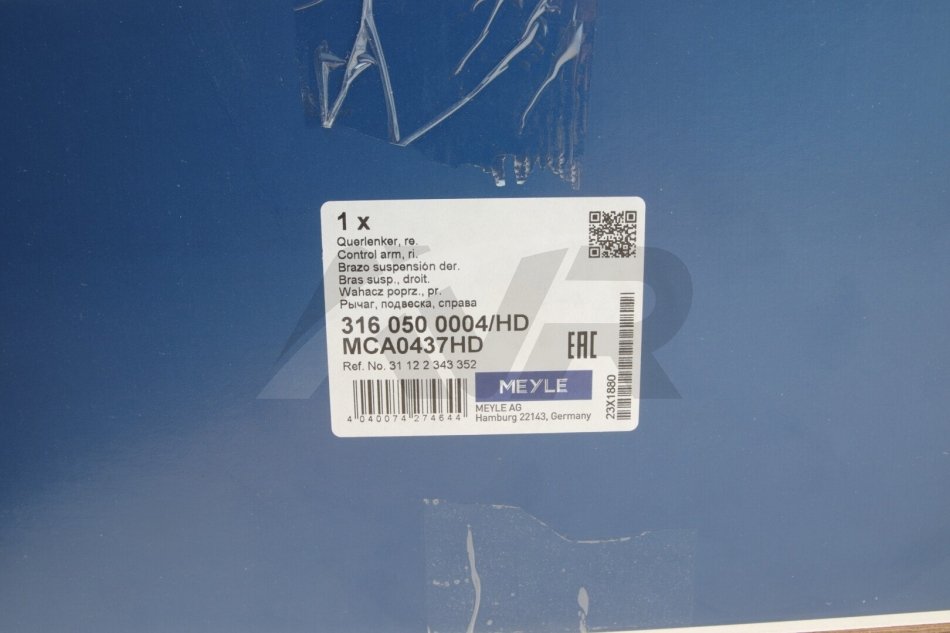 1 x
Querlenker, re.
Control arm, ri.
Brazo suspensión der.
Bras susp., droit.
Wahacz poprz., pr.
Рычаг, подвеска, справа
316 050 0004/HD
MCA0437HD
Ref. No. 31 12 2 343 352
4 040074 274644
MEYLE
MEYLE AG
Hamburg 22143, Germany
EAC
23X1880
AVR